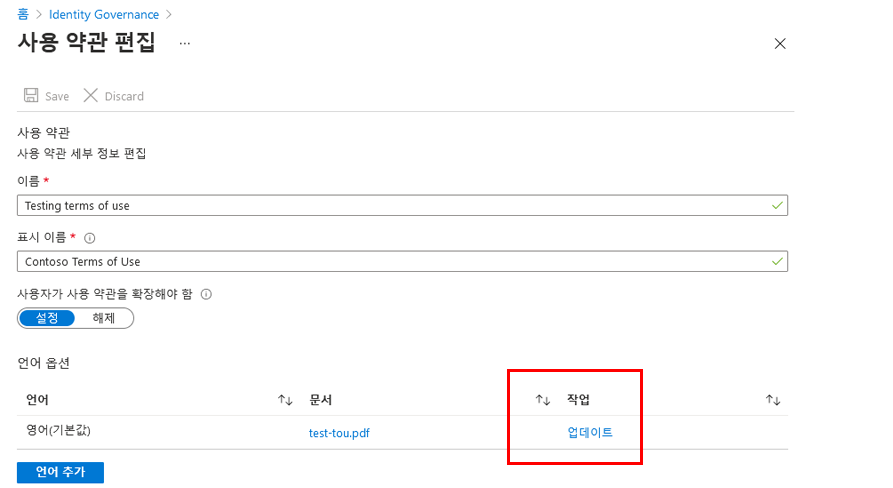 홈 > Identity Governance >
사용 약관 편집 ...
Save Discard
사용 약관
사용 약관 세부 정보 편집
이름 *
Testing terms of use
표시 이름 *
Contoso Terms of Use
사용자가 사용 약관을 확장해야 함
설정 해제
언어 옵션
언어 문서 작업
영어(기본값) test-tou.pdf 업데이트
언어 추가